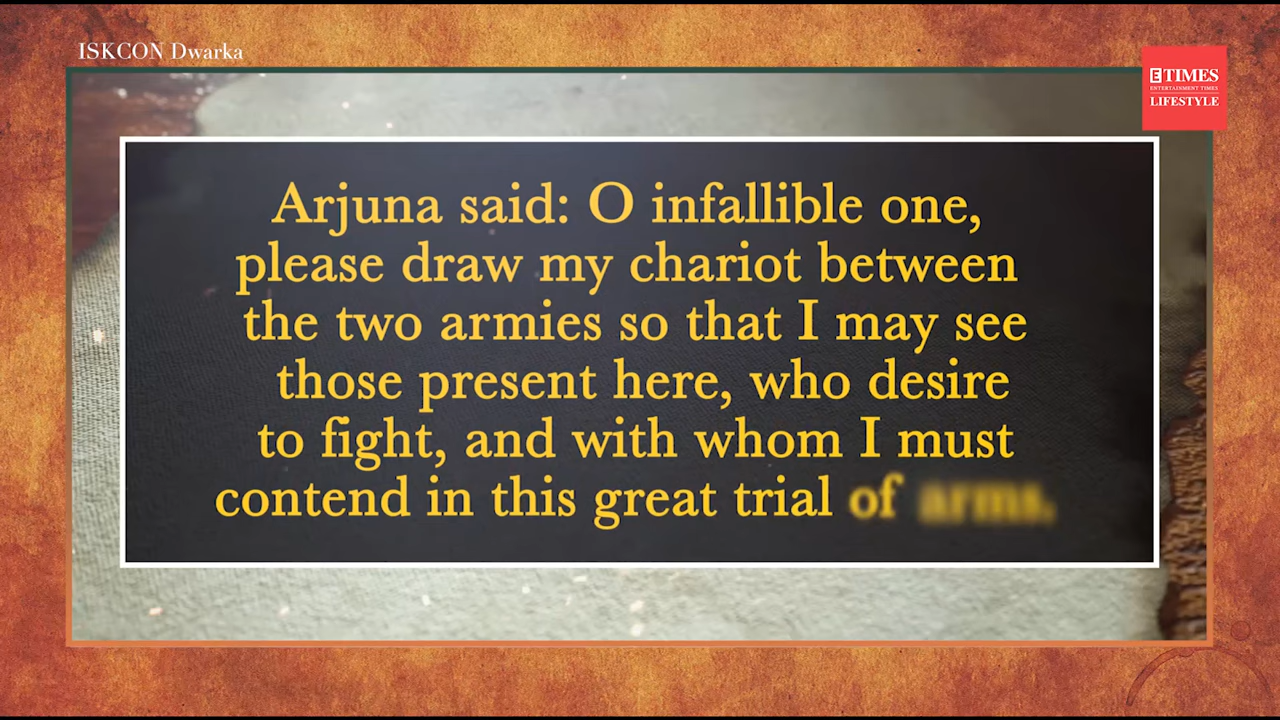 ISKCON Dwarka
ETIMES
ENTERTAINMENT TIMES
LIFESTYLE
Arjuna said: O infallible one,
please draw my chariot between
the two armies so that I may see
those present here, who desire
to fight, and with whom I must
contend in this great trial of arms.